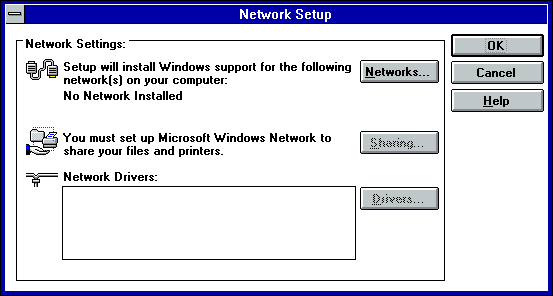 Network Setup
Network Settings:
Setup will install Windows support for the following
network(s) on your computer:
No Network Installed
Networks...
You must set up Microsoft Windows Network to
share your files and printers.
Sharing...
Network Drivers:
Drivers...
OK
Cancel
Help